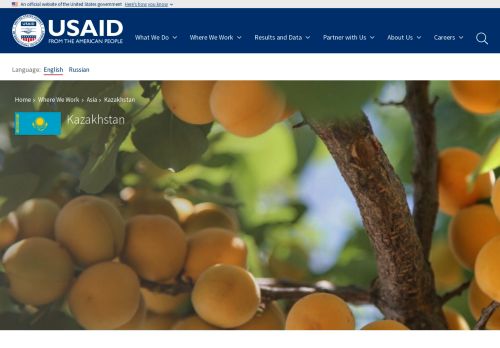 An official website of the United States government Here's how you know
USAID
FROM THE AMERICAN PEOPLE
What We Do Where We Work Results and Data Partner with Us About Us Careers
Language: English Russian
Home › Where We Work › Asia › Kazakhstan
Kazakhstan